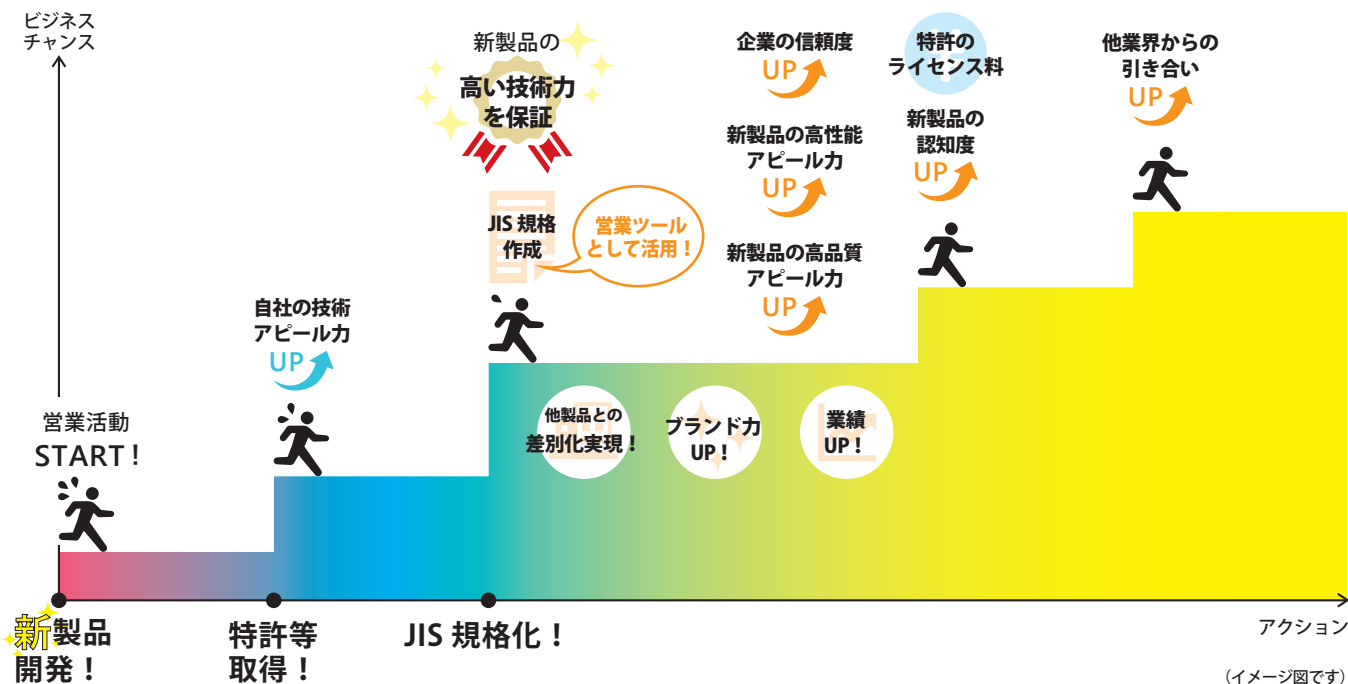 ビジネス
チャンス
営業活動
START！
自社の技術
アピール力
UP
新製品の
高い技術力
を保証
JIS 規格
作成
営業ツール
として活用！
企業の信頼度
UP
新製品の高性能
アピール力
UP
新製品の高品質
アピール力
UP
特許の
ライセンス料
新製品の
認知度
UP
他業界からの
引き合い
UP
他製品との
差別化実現！
ブランド力
UP！
業績
UP！
新製品
開発！
特許等
取得！
JIS 規格化！
アクション
（イメージ図です）